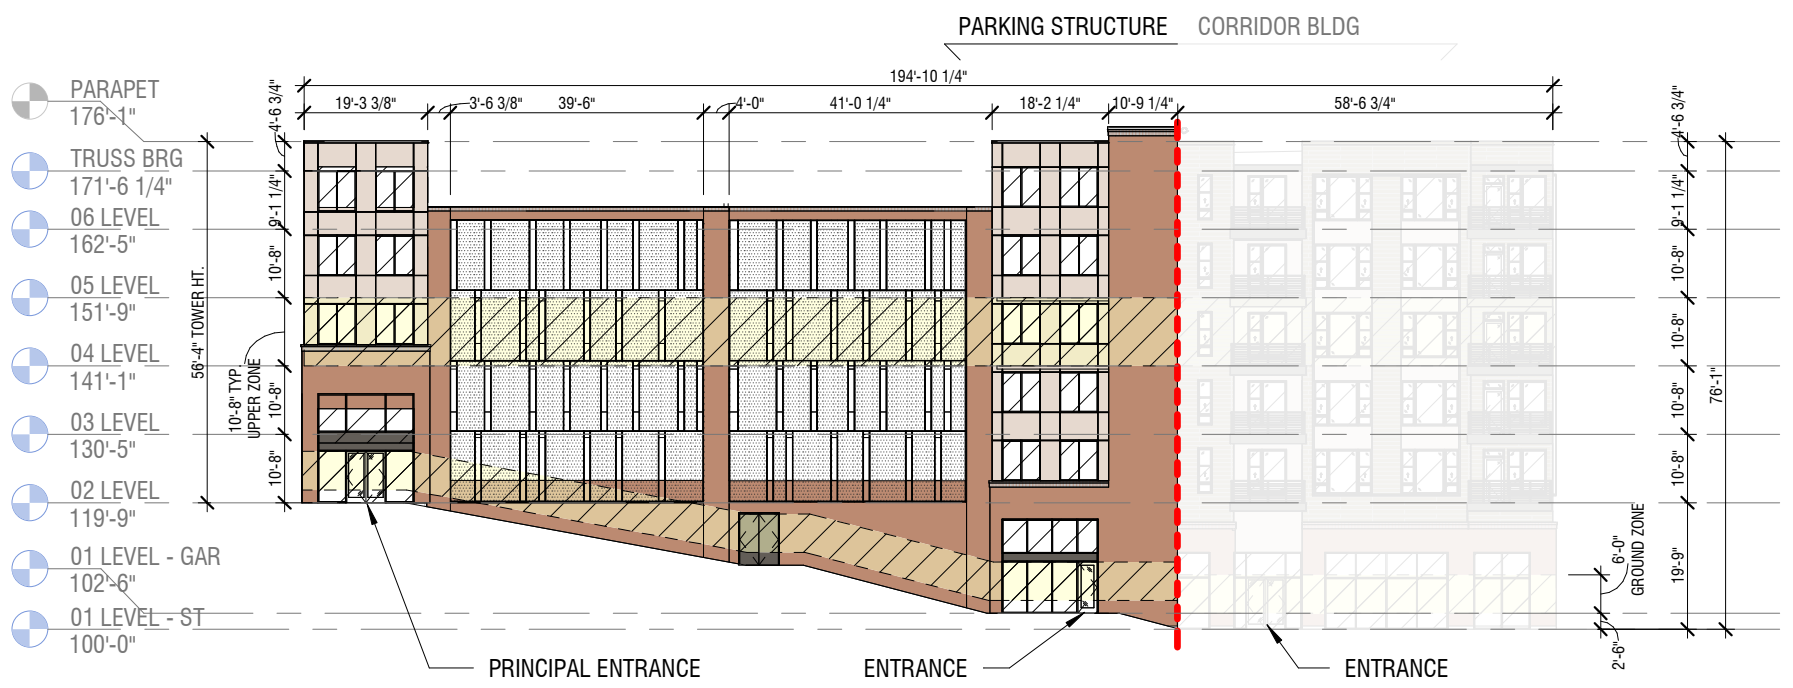 PARKING STRUCTURE CORRIDOR BLDG
194'-10 1/4"
19'-3 3/8" 3'-6 3/8" 39'-6" 4'-0" 41'-0 1/4" 18'-2 1/4" 10'-9 1/4" 58'-6 3/4"
PARAPET
176'-1"
TRUSS BRG
171'-6 1/4"
06 LEVEL
162'-5"
05 LEVEL
151'-9"
04 LEVEL
141'-1"
03 LEVEL
130'-5"
02 LEVEL
119'-9"
01 LEVEL - GAR
102'-6"
01 LEVEL - ST
100'-0"
56'-4" TOWER HT.
10'-8" TYP.
UPPER ZONE
4'-6 3/4"
9'-1 1/4"
10'-8"
10'-8"
10'-8"
4'-6 3/4"
9'-1 1/4"
10'-8"
10'-8"
10'-8"
10'-8"
19'-9"
76'-1"
6'-0"
GROUND ZONE
2'-6"
PRINCIPAL ENTRANCE
ENTRANCE
ENTRANCE